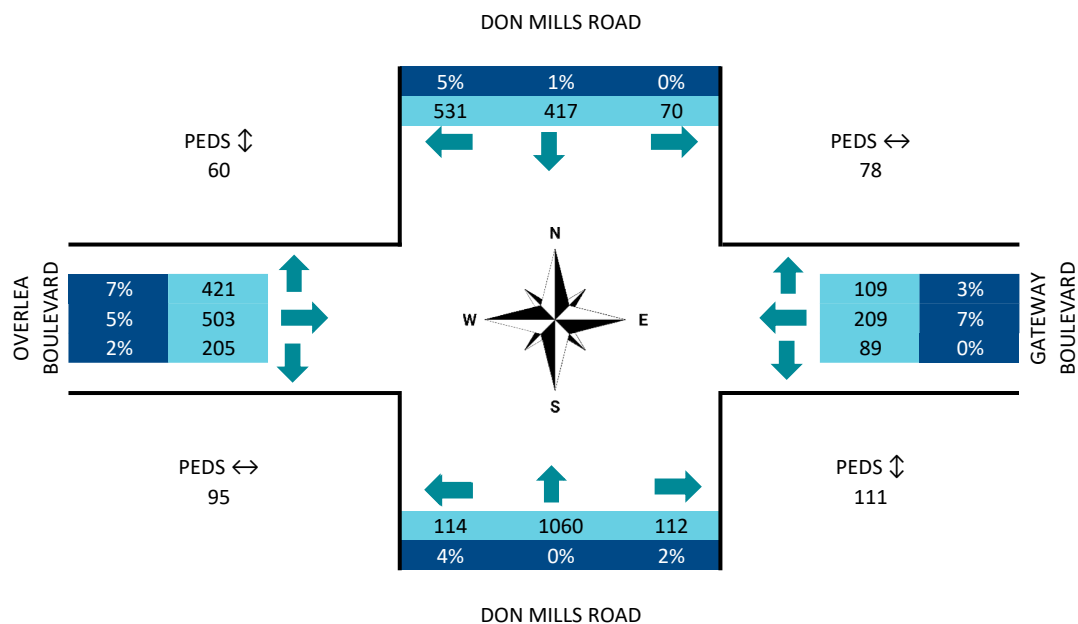 DON MILLS ROAD
5% 1% 0%
531 417 70
PEDS ↕
60
PEDS ↔
78
N
W E
S
OVERLEA
BOULEVARD
7% 421
5% 503
2% 205
109 3%
209 7%
89 0%
GATEWAY
BOULEVARD
PEDS ↔
95
PEDS ↕
111
114 1060 112
4% 0% 2%
DON MILLS ROAD